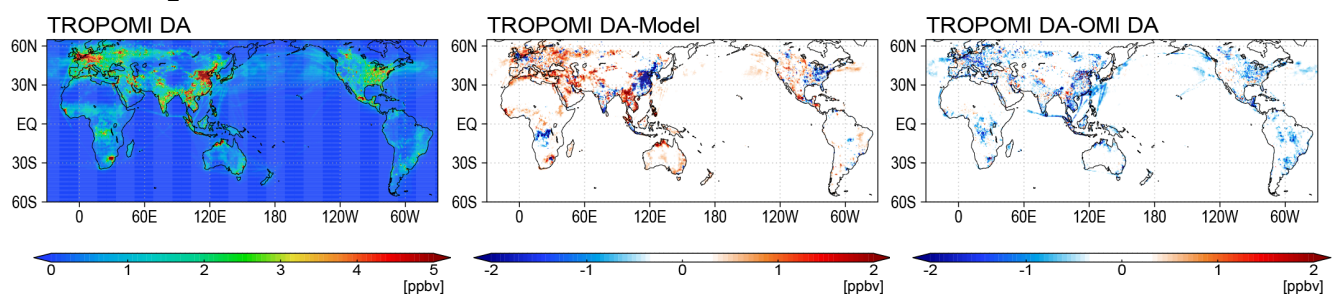 TROPOMI DA
TROPOMI DA-Model
TROPOMI DA-OMI DA
60N
30N
EQ
30S
60S
0 60E 120E 180 120W 60W
60N
30N
EQ
30S
60S
0 60E 120E 180 120W 60W
60N
30N
EQ
30S
60S
0 60E 120E 180 120W 60W
0 1 2 3 4 5
[ppbv]
-2 -1 0 1 2
[ppbv]
-2 -1 0 1 2
[ppbv]